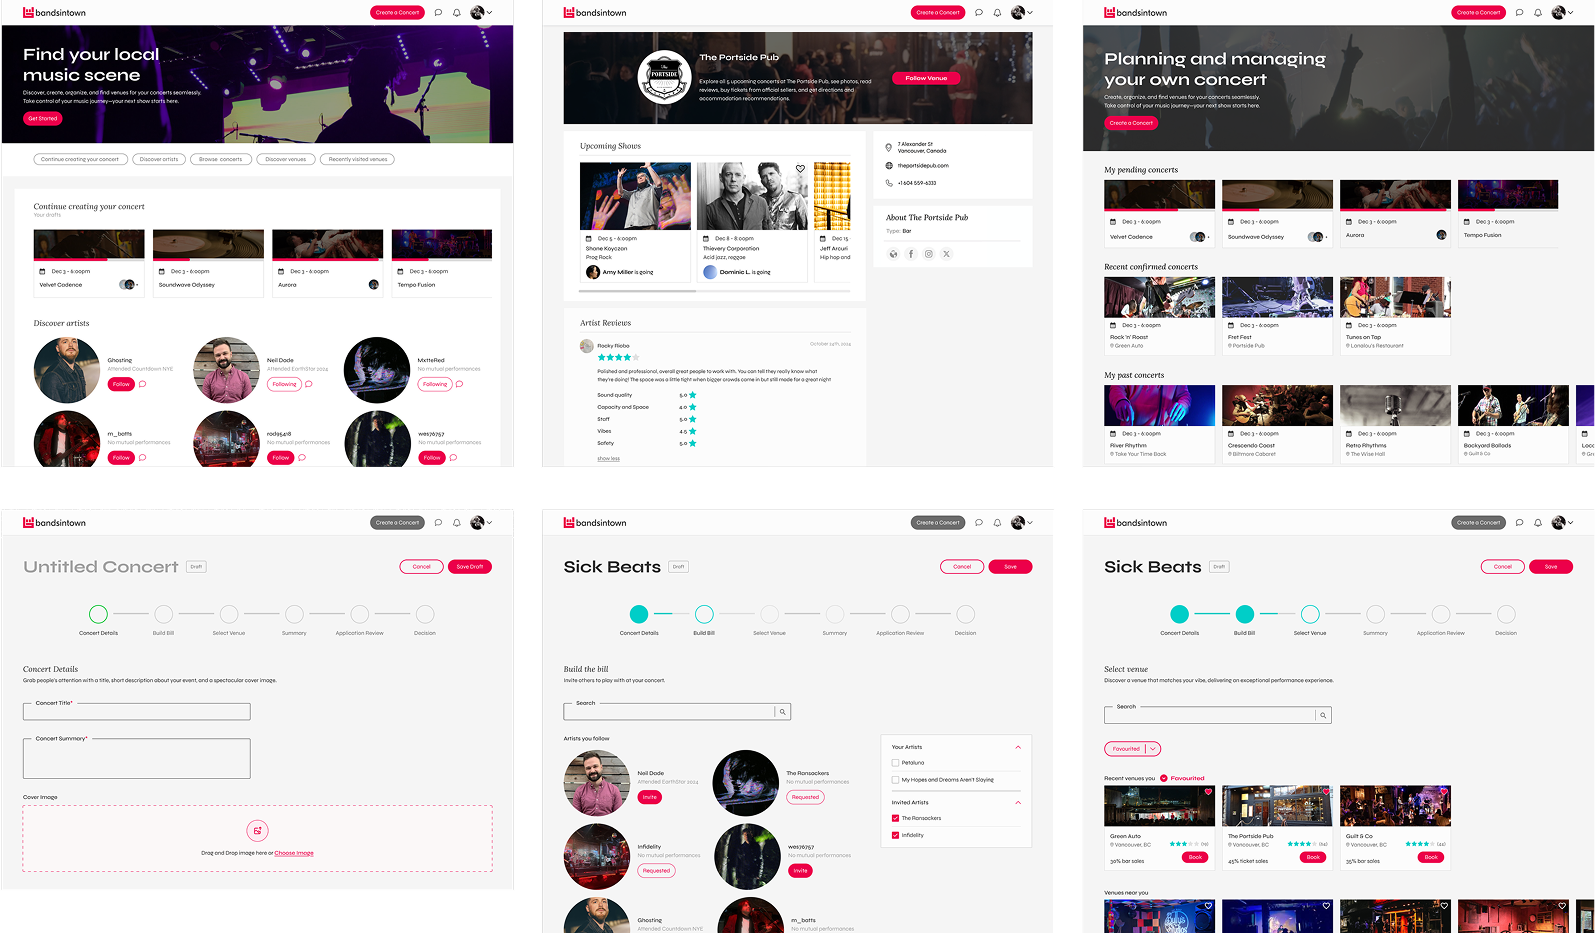 bandsintown
Create a Concert
Find your local
music scene
Discover, create, organize, and find venues for your concerts seamlessly.
Take control of your music journey—your next show starts here.
Get Started
Continue creating your concert
Discover artists
Browse concerts
Discover venues
Recently visited venues
Continue creating your concert
Your drafts
Dec 3 - 6:00pm
Velvet Cadence
Dec 3 - 6:00pm
Soundwave Odyssey
Dec 3 - 6:00pm
Aurora
Dec 3 - 6:00pm
Tempo Fusion
Discover artists
Ghosting
Attended Countdown NYE
Follow
Neil Dade
Attended EarthStar 2024
Following
MxtteRed
No mutual performances
Following
m_batts
No mutual performances
Follow
rad95418
No mutual performances
Follow
wes76757
No mutual performances
Follow
bandsintown
Create a Concert
The
PORTSIDE
The Portside Pub
Explore all 5 upcoming concerts at The Portside Pub, see photos, read
reviews, buy tickets from official sellers, and get directions and
accommodation recommendations.
Follow Venue
Upcoming Shows
Dec 5 - 6:00pm
Shane Koyczan
Prog Rock
Amy Miller is going
Dec 6 - 8:00pm
Thievery Corporation
Acid jazz, reggae
Dominic L. is going
Dec 15
Jeff Arcuri
Hip hop and
7 Alexander St
Vancouver, Canada
theportsidepub.com
+1 604 559-6333
About The Portside Pub
Type: Bar
Artist Reviews
Rocky Rioba
October 24th, 2024
Polished and professional, overall great people to work with. You can tell they really know what
they're doing! The space was a little tight when bigger crowds come in but still made for a great night
Sound quality 5.0
Capacity and Space 4.0
Staff 5.0
Vibes 4.5
Safety 5.0
show less
bandsintown
Create a Concert
Planning and managing
your own concert
Create, organize, and find venues for your concerts seamlessly.
Take control of your music journey—your next show starts here.
Create a Concert
My pending concerts
Dec 3 - 6:00pm
Velvet Cadence
Dec 3 - 6:00pm
Soundwave Odyssey
Dec 3 - 6:00pm
Aurora
Dec 3 - 6:00pm
Tempo Fusion
Recent confirmed concerts
Dec 3 - 6:00pm
Rock 'n' Roast
Green Auto
Dec 3 - 6:00pm
Fret Fest
Portside Pub
Dec 3 - 6:00pm
Tunes on Tap
Lanalou's Restaurant
My past concerts
Dec 3 - 6:00pm
River Rhythm
Take Your Time Back
Dec 3 - 6:00pm
Crescendo Coast
Biltmore Cabaret
Dec 3 - 6:00pm
Retro Rhythms
The Wise Hall
Dec 3 - 6:00pm
Backyard Ballads
Guilt & Co
Loca
Gr
bandsintown
Create a Concert
Untitled Concert
Draft
Cancel
Save Draft
Concert Details
Build Bill
Select Venue
Summary
Application Review
Decision
Concert Details
Grab people's attention with a title, short description about your event, and a spectacular cover image.
Concert Title*
Concert Summary*
Cover Image
Drag and Drop image here or Choose Image
bandsintown
Create a Concert
Sick Beats
Draft
Cancel
Save
Concert Details
Build Bill
Select Venue
Summary
Application Review
Decision
Build the bill
Invite others to play with at your concert.
Search
Artists you follow
Neil Dade
Attended EarthStar 2024
Invite
The Ransackers
No mutual performances
Requested
Infidelity
No mutual performances
Requested
wes76757
No mutual performances
Invite
Ghosting
Attended Countdown NYE
m_batts
No mutual performances
Your Artists
Petaluna
My Hopes and Dreams Aren't Slaying
Invited Artists
The Ransackers
Infidelity
bandsintown
Create a Concert
Sick Beats
Draft
Cancel
Save
Concert Details
Build Bill
Select Venue
Summary
Application Review
Decision
Select venue
Discover a venue that matches your vibe, delivering an exceptional performance experience.
Search
Favourited
Recent venues you Favourited
Green Auto
Vancouver, BC
30% bar sales
Book
The Portside Pub
Vancouver, BC
45% ticket sales
Book
Guilt & Co
Vancouver, BC
35% bar sales
Book
Venues near you